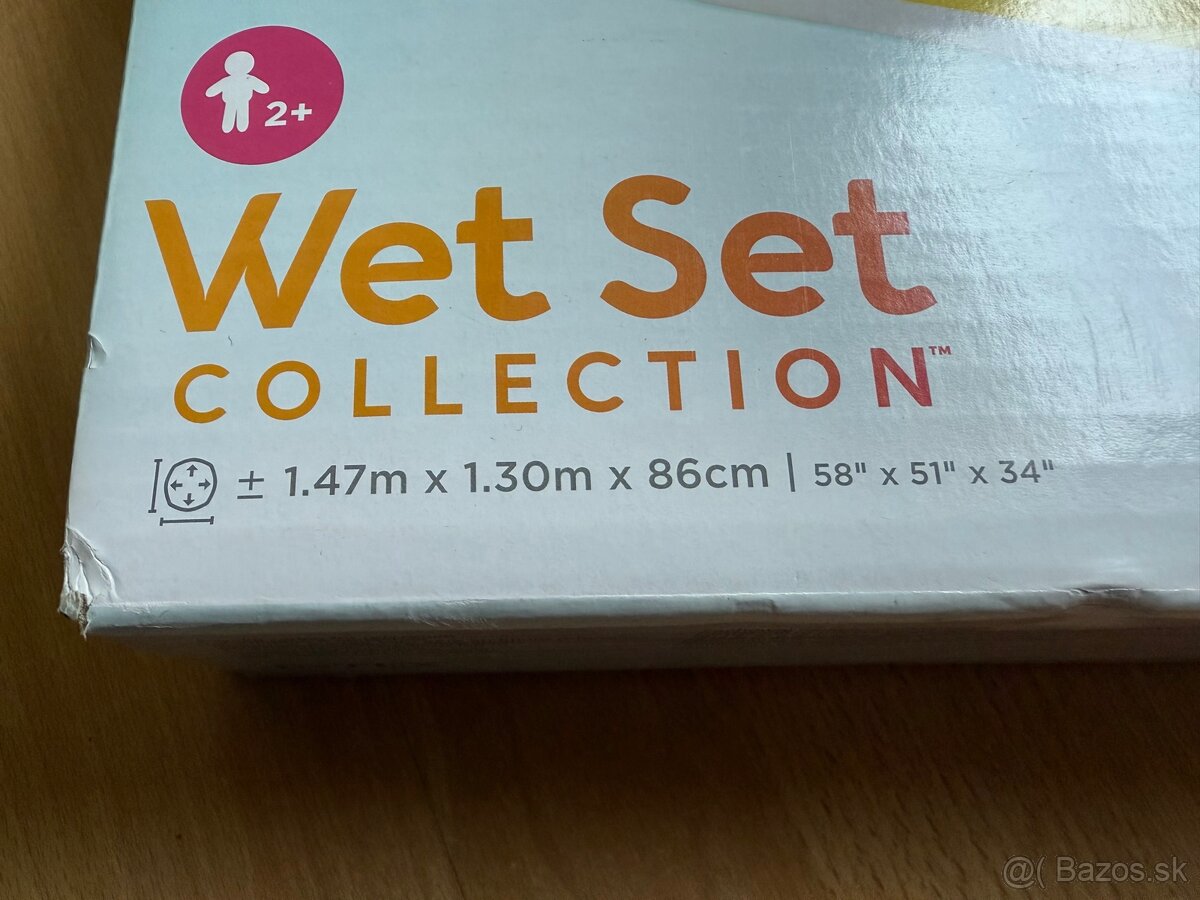 2+
Wet Set
COLLECTION™
± 1.47m x 1.30m x 86cm | 58" x 51" x 34"
@( Bazos.sk